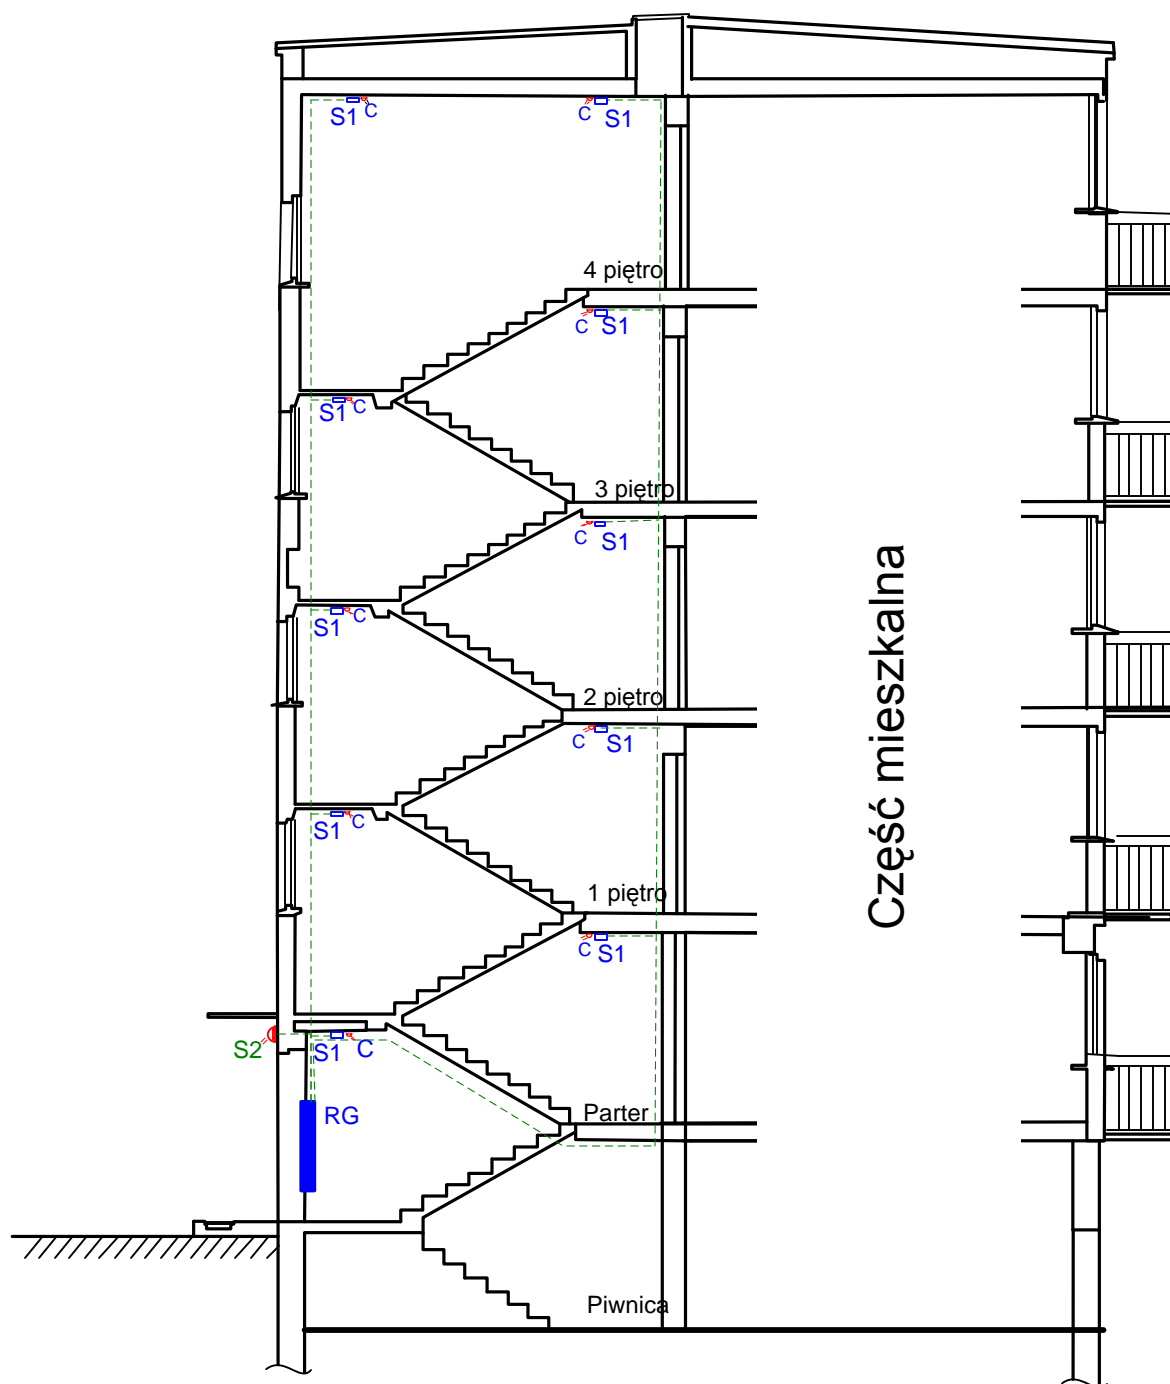 S1 C
C S1
4 piętro
C S1
S1 C
3 piętro
C S1
S1 C
2 piętro
C S1
S1 C
1 piętro
C S1
Część mieszkalna
S2 S1 C
RG
Parter
Piwnica